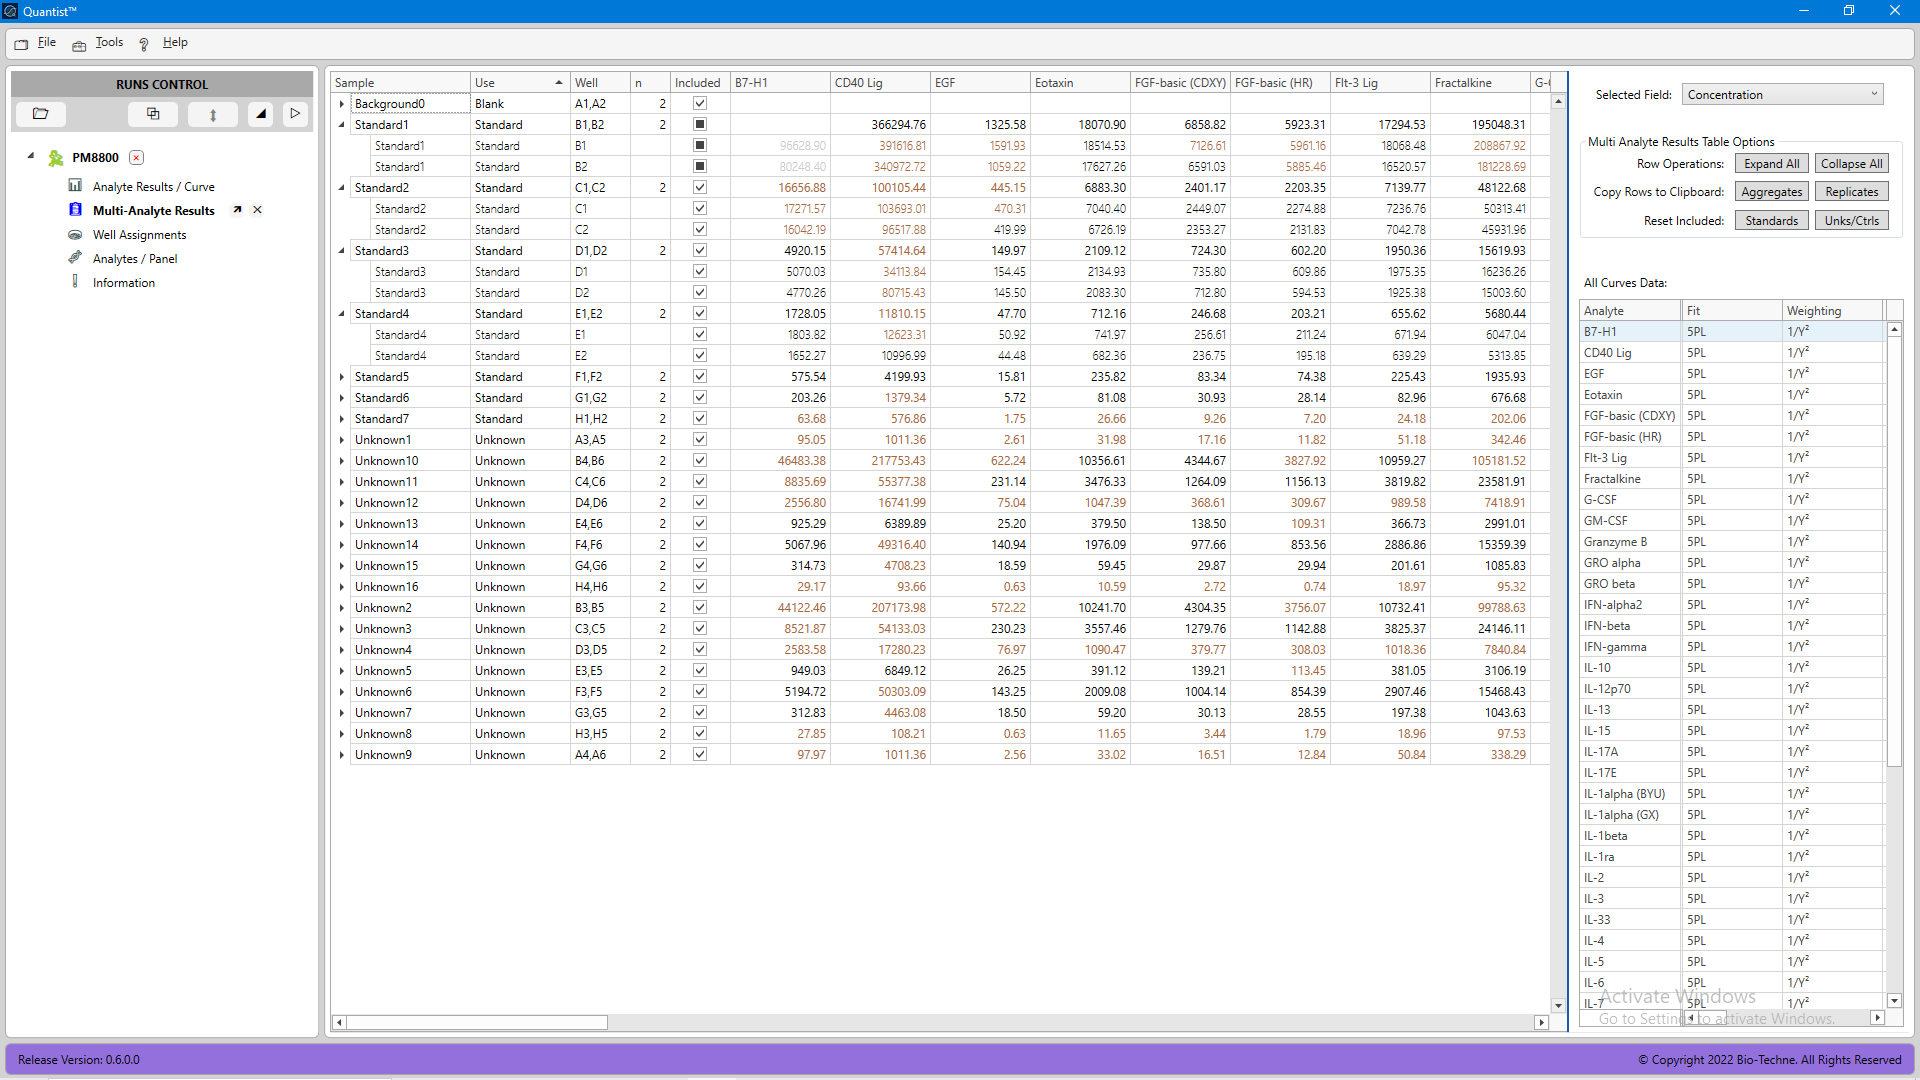 Quantist™
File Tools ? Help
RUNS CONTROL
PM8800
Analyte Results / Curve
Multi-Analyte Results
Well Assignments
Analytes / Panel
Information
Sample Use Well n Included B7-H1 CD40 Lig EGF Eotaxin FGF-basic (CDXY) FGF-basic (HR) Flt-3 Lig Fractalkine
Background0 Blank A1,A2 2
Standard1 Standard B1,B2 2 366294.76 1325.58 18070.90 6858.82 5923.31 17294.53 195048.31
Standard1 Standard B1 96628.90 391616.81 1591.93 18514.53 7126.61 5961.16 18068.48 208867.92
Standard1 Standard B2 80248.40 340972.72 1059.22 17627.26 6591.03 5885.46 16520.57 181228.69
Standard2 Standard C1,C2 2 16656.88 100105.44 445.15 6883.30 2401.17 2203.35 7139.77 48122.68
Standard2 Standard C1 17271.57 103693.01 470.31 7040.40 2449.07 2274.88 7236.76 50313.41
Standard2 Standard C2 16042.19 96517.88 419.99 6726.19 2353.27 2131.83 7042.78 45931.96
Standard3 Standard D1,D2 2 4920.15 57414.64 149.97 2109.12 724.30 602.20 1950.36 15619.93
Standard3 Standard D1 5070.03 34113.84 154.45 2134.93 735.80 609.86 1975.35 16236.26
Standard3 Standard D2 4770.26 80715.43 145.50 2083.30 712.80 594.53 1925.38 15003.60
Standard4 Standard E1,E2 2 1728.05 11810.15 47.70 712.16 246.68 203.21 655.62 5680.44
Standard4 Standard E1 1803.82 12623.31 50.92 741.97 256.61 211.24 671.94 6047.04
Standard4 Standard E2 1652.27 10996.99 44.48 682.36 236.75 195.18 639.29 5313.85
Standard5 Standard F1,F2 2 575.54 4199.93 15.81 235.82 83.34 74.38 225.43 1935.93
Standard6 Standard G1,G2 2 203.26 1379.34 5.72 81.08 30.93 28.14 82.96 676.68
Standard7 Standard H1,H2 2 63.68 576.86 1.75 26.66 9.26 7.20 24.18 202.06
Unknown1 Unknown A3,A5 2 95.05 1011.36 2.61 31.98 17.16 11.82 51.18 342.46
Unknown10 Unknown B4,B6 2 46483.38 217753.43 622.24 10356.61 4344.67 3827.92 10959.27 105181.52
Unknown11 Unknown C4,C6 2 8835.69 55377.38 231.14 3476.33 1264.09 1156.13 3819.82 23581.91
Unknown12 Unknown D4,D6 2 2556.80 16741.99 75.04 1047.39 368.61 309.67 989.58 7418.91
Unknown13 Unknown E4,E6 2 925.29 6389.89 25.20 379.50 138.50 109.31 366.73 2991.01
Unknown14 Unknown F4,F6 2 5067.96 49316.40 140.94 1976.09 977.66 853.56 2886.86 15359.39
Unknown15 Unknown G4,G6 2 314.73 4708.23 18.59 59.45 29.87 29.94 201.61 1085.83
Unknown16 Unknown H4,H6 2 29.17 93.66 0.63 10.59 2.72 0.74 18.97 95.32
Unknown2 Unknown B3,B5 2 44122.46 207173.98 572.22 10241.70 4304.35 3756.07 10732.41 99788.63
Unknown3 Unknown C3,C5 2 8521.87 54133.03 230.23 3557.46 1279.76 1142.88 3825.37 24146.11
Unknown4 Unknown D3,D5 2 2583.58 17280.23 76.97 1090.47 379.77 308.03 1018.36 7840.84
Unknown5 Unknown E3,E5 2 949.03 6849.12 26.25 391.12 139.21 113.45 381.05 3106.19
Unknown6 Unknown F3,F5 2 5194.72 50303.09 143.25 2009.08 1004.14 854.39 2907.46 15468.43
Unknown7 Unknown G3,G5 2 312.83 4463.08 18.50 59.20 30.13 28.55 197.38 1043.63
Unknown8 Unknown H3,H5 2 27.85 108.21 0.63 11.65 3.44 1.79 18.96 97.53
Unknown9 Unknown A4,A6 2 97.97 1011.36 2.56 33.02 16.51 12.84 50.84 338.29
Selected Field: Concentration
Multi Analyte Results Table Options
Row Operations: Expand All Collapse All
Copy Rows to Clipboard: Aggregates Replicates
Reset Included: Standards Unks/Ctrls
All Curves Data:
Analyte Fit Weighting
B7-H1 5PL 1/Y²
CD40 Lig 5PL 1/Y²
EGF 5PL 1/Y²
Eotaxin 5PL 1/Y²
FGF-basic (CDXY) 5PL 1/Y²
FGF-basic (HR) 5PL 1/Y²
Flt-3 Lig 5PL 1/Y²
Fractalkine 5PL 1/Y²
G-CSF 5PL 1/Y²
GM-CSF 5PL 1/Y²
Granzyme B 5PL 1/Y²
GRO alpha 5PL 1/Y²
GRO beta 5PL 1/Y²
IFN-alpha2 5PL 1/Y²
IFN-beta 5PL 1/Y²
IFN-gamma 5PL 1/Y²
IL-10 5PL 1/Y²
IL-12p70 5PL 1/Y²
IL-13 5PL 1/Y²
IL-15 5PL 1/Y²
IL-17A 5PL 1/Y²
IL-17E 5PL 1/Y²
IL-1alpha (BYU) 5PL 1/Y²
IL-1alpha (GX) 5PL 1/Y²
IL-1beta 5PL 1/Y²
IL-1ra 5PL 1/Y²
IL-2 5PL 1/Y²
IL-3 5PL 1/Y²
IL-33 5PL 1/Y²
IL-4 5PL 1/Y²
IL-5 5PL 1/Y²
IL-6 5PL 1/Y²
IL-7 5PL 1/Y²
Activate Windows
Go to Settings to activate Windows.
Release Version: 0.6.0.0
© Copyright 2022 Bio-Techne. All Rights Reserved